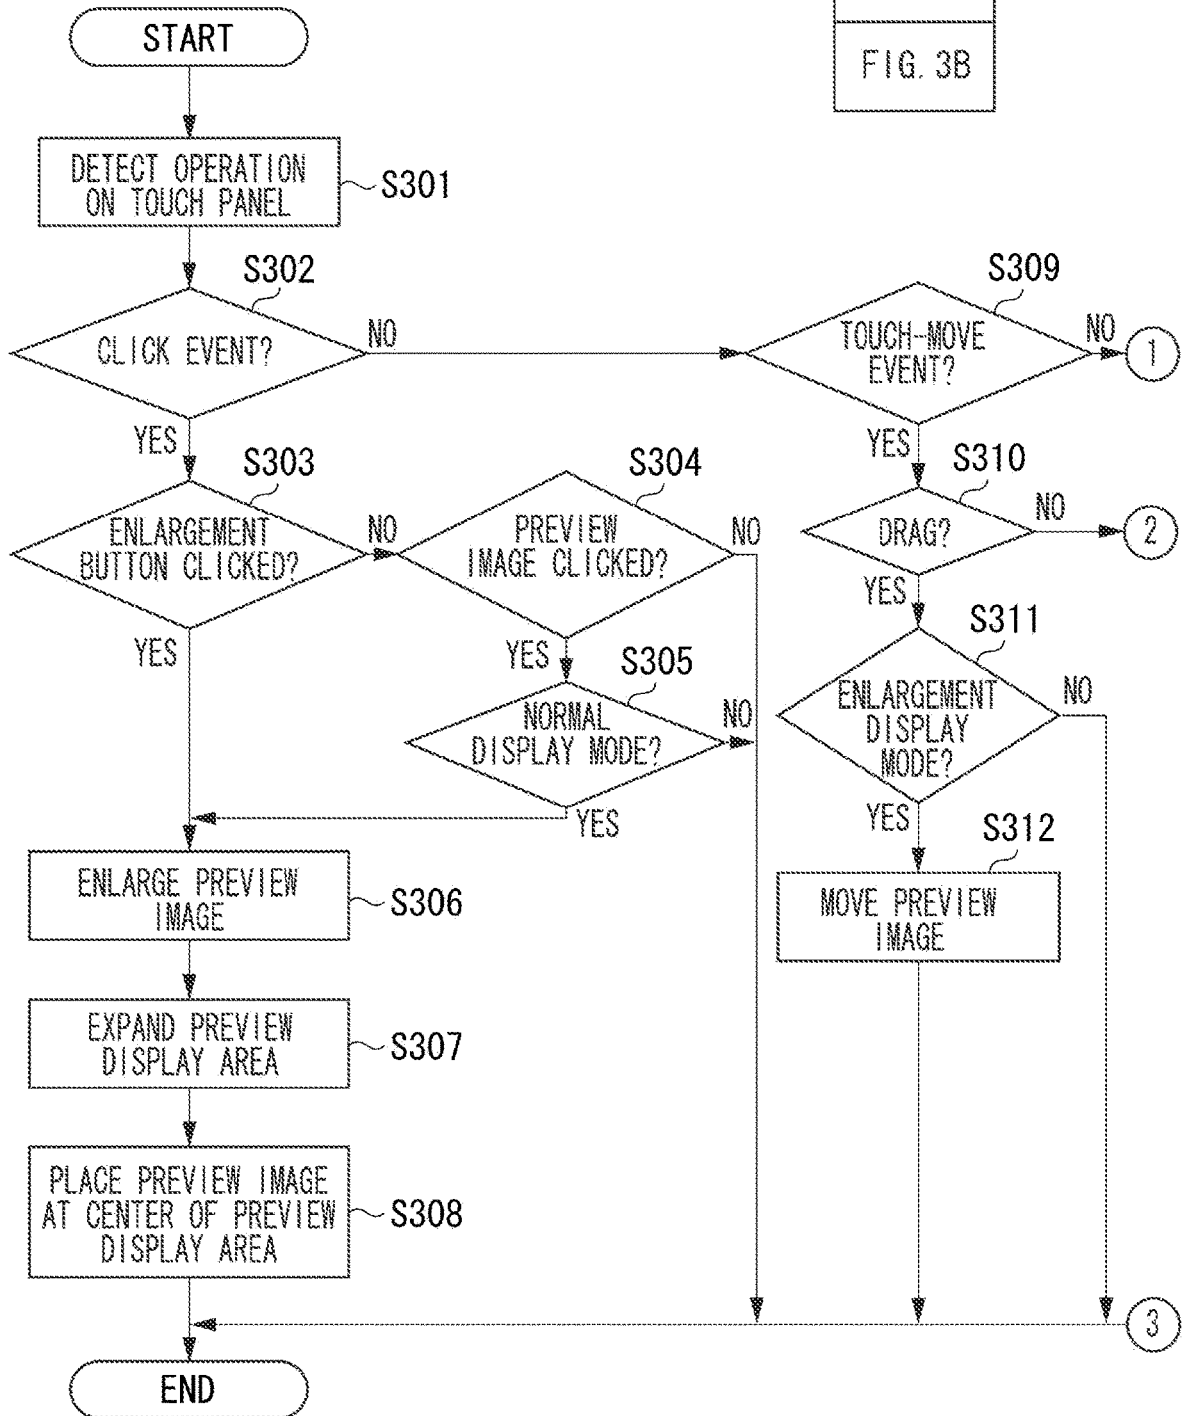 START
FIG. 3B
DETECT OPERATION
ON TOUCH PANEL
S301
S302
CLICK EVENT?
NO
YES
S309
TOUCH-MOVE
EVENT?
NO
1
YES
S303
ENLARGEMENT
BUTTON CLICKED?
NO
YES
S304
PREVIEW
IMAGE CLICKED?
NO
YES
S310
DRAG?
NO
2
YES
S305
NORMAL
DISPLAY MODE?
NO
YES
S311
ENLARGEMENT
DISPLAY
MODE?
NO
YES
ENLARGE PREVIEW
IMAGE
S306
S312
MOVE PREVIEW
IMAGE
EXPAND PREVIEW
DISPLAY AREA
S307
PLACE PREVIEW IMAGE
AT CENTER OF PREVIEW
DISPLAY AREA
S308
3
END